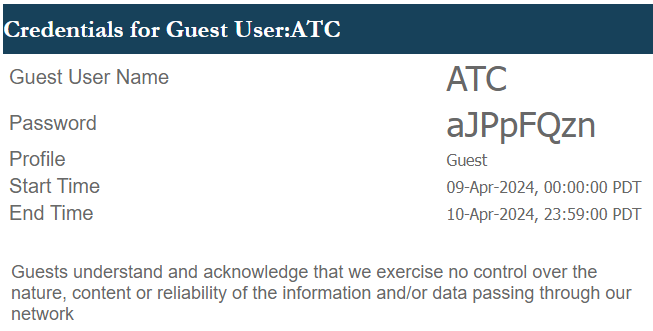 Credentials for Guest User:ATC
Guest User Name ATC
Password aJPpFQzn
Profile Guest
Start Time 09-Apr-2024, 00:00:00 PDT
End Time 10-Apr-2024, 23:59:00 PDT
Guests understand and acknowledge that we exercise no control over the
nature, content or reliability of the information and/or data passing through our
network